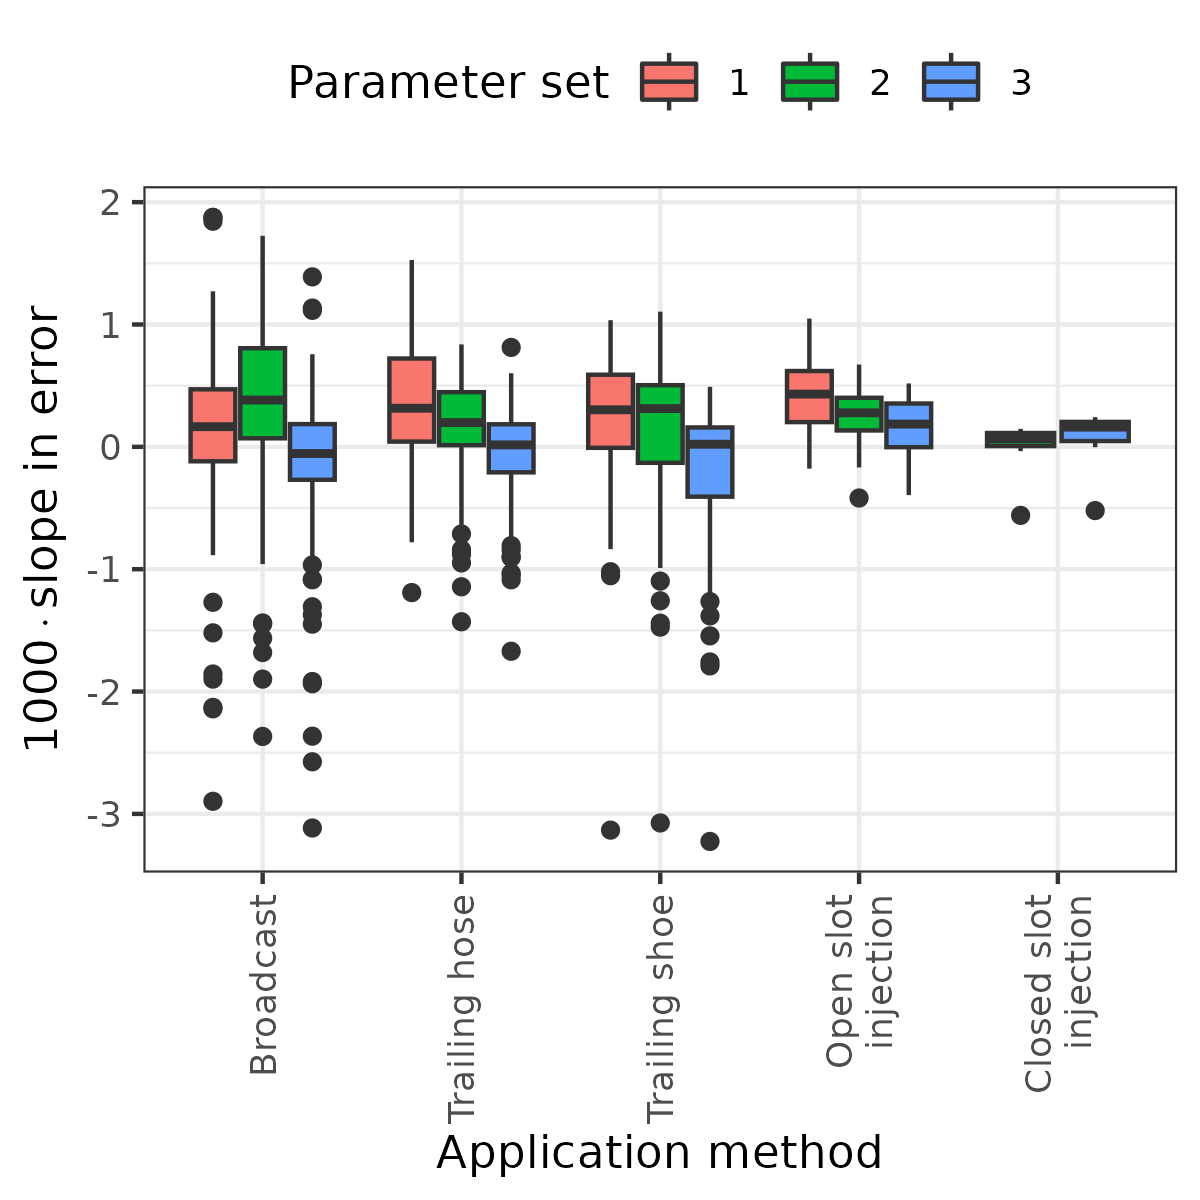 Parameter set 1 2 3
1000 · slope in error
2
1
0
-1
-2
-3
Broadcast
Trailing hose
Trailing shoe
Open slot
injection
Closed slot
injection
Application method